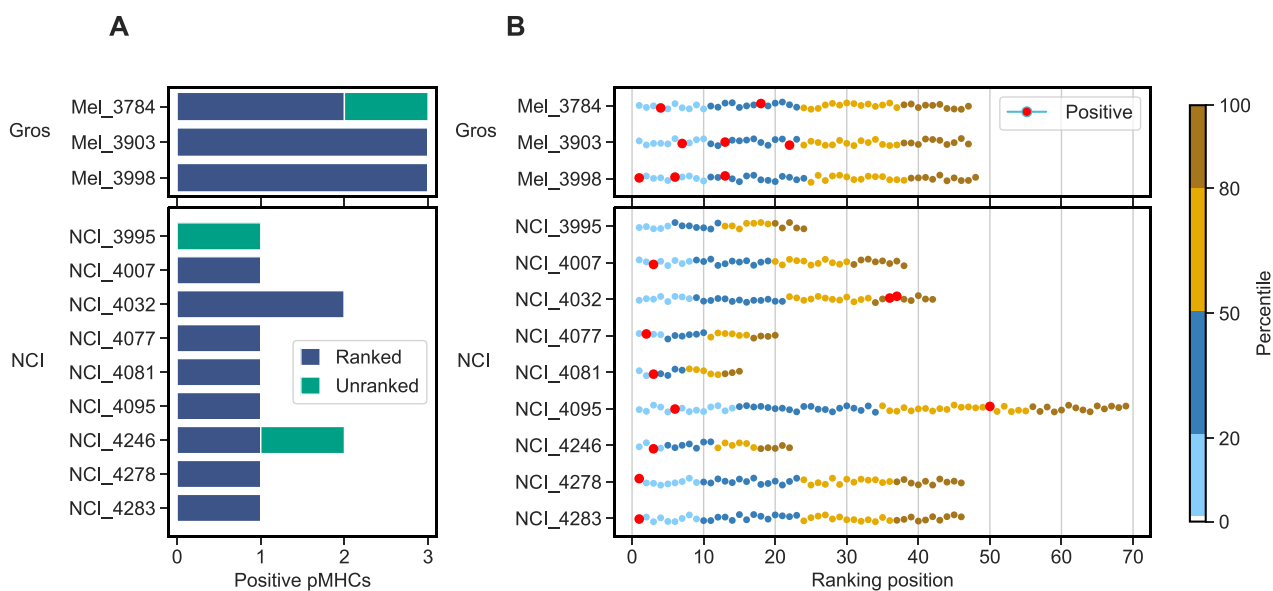 A
B
Gros
Mel_3784
Mel_3903
Mel_3998
NCI
NCI_3995
NCI_4007
NCI_4032
NCI_4077
NCI_4081
NCI_4095
NCI_4246
NCI_4278
NCI_4283
Ranked
Unranked
0 1 2 3
Positive pMHCs
Gros
Mel_3784
Mel_3903
Mel_3998
Positive
NCI
NCI_3995
NCI_4007
NCI_4032
NCI_4077
NCI_4081
NCI_4095
NCI_4246
NCI_4278
NCI_4283
0 10 20 30 40 50 60 70
Ranking position
100
80
50
20
0
Percentile